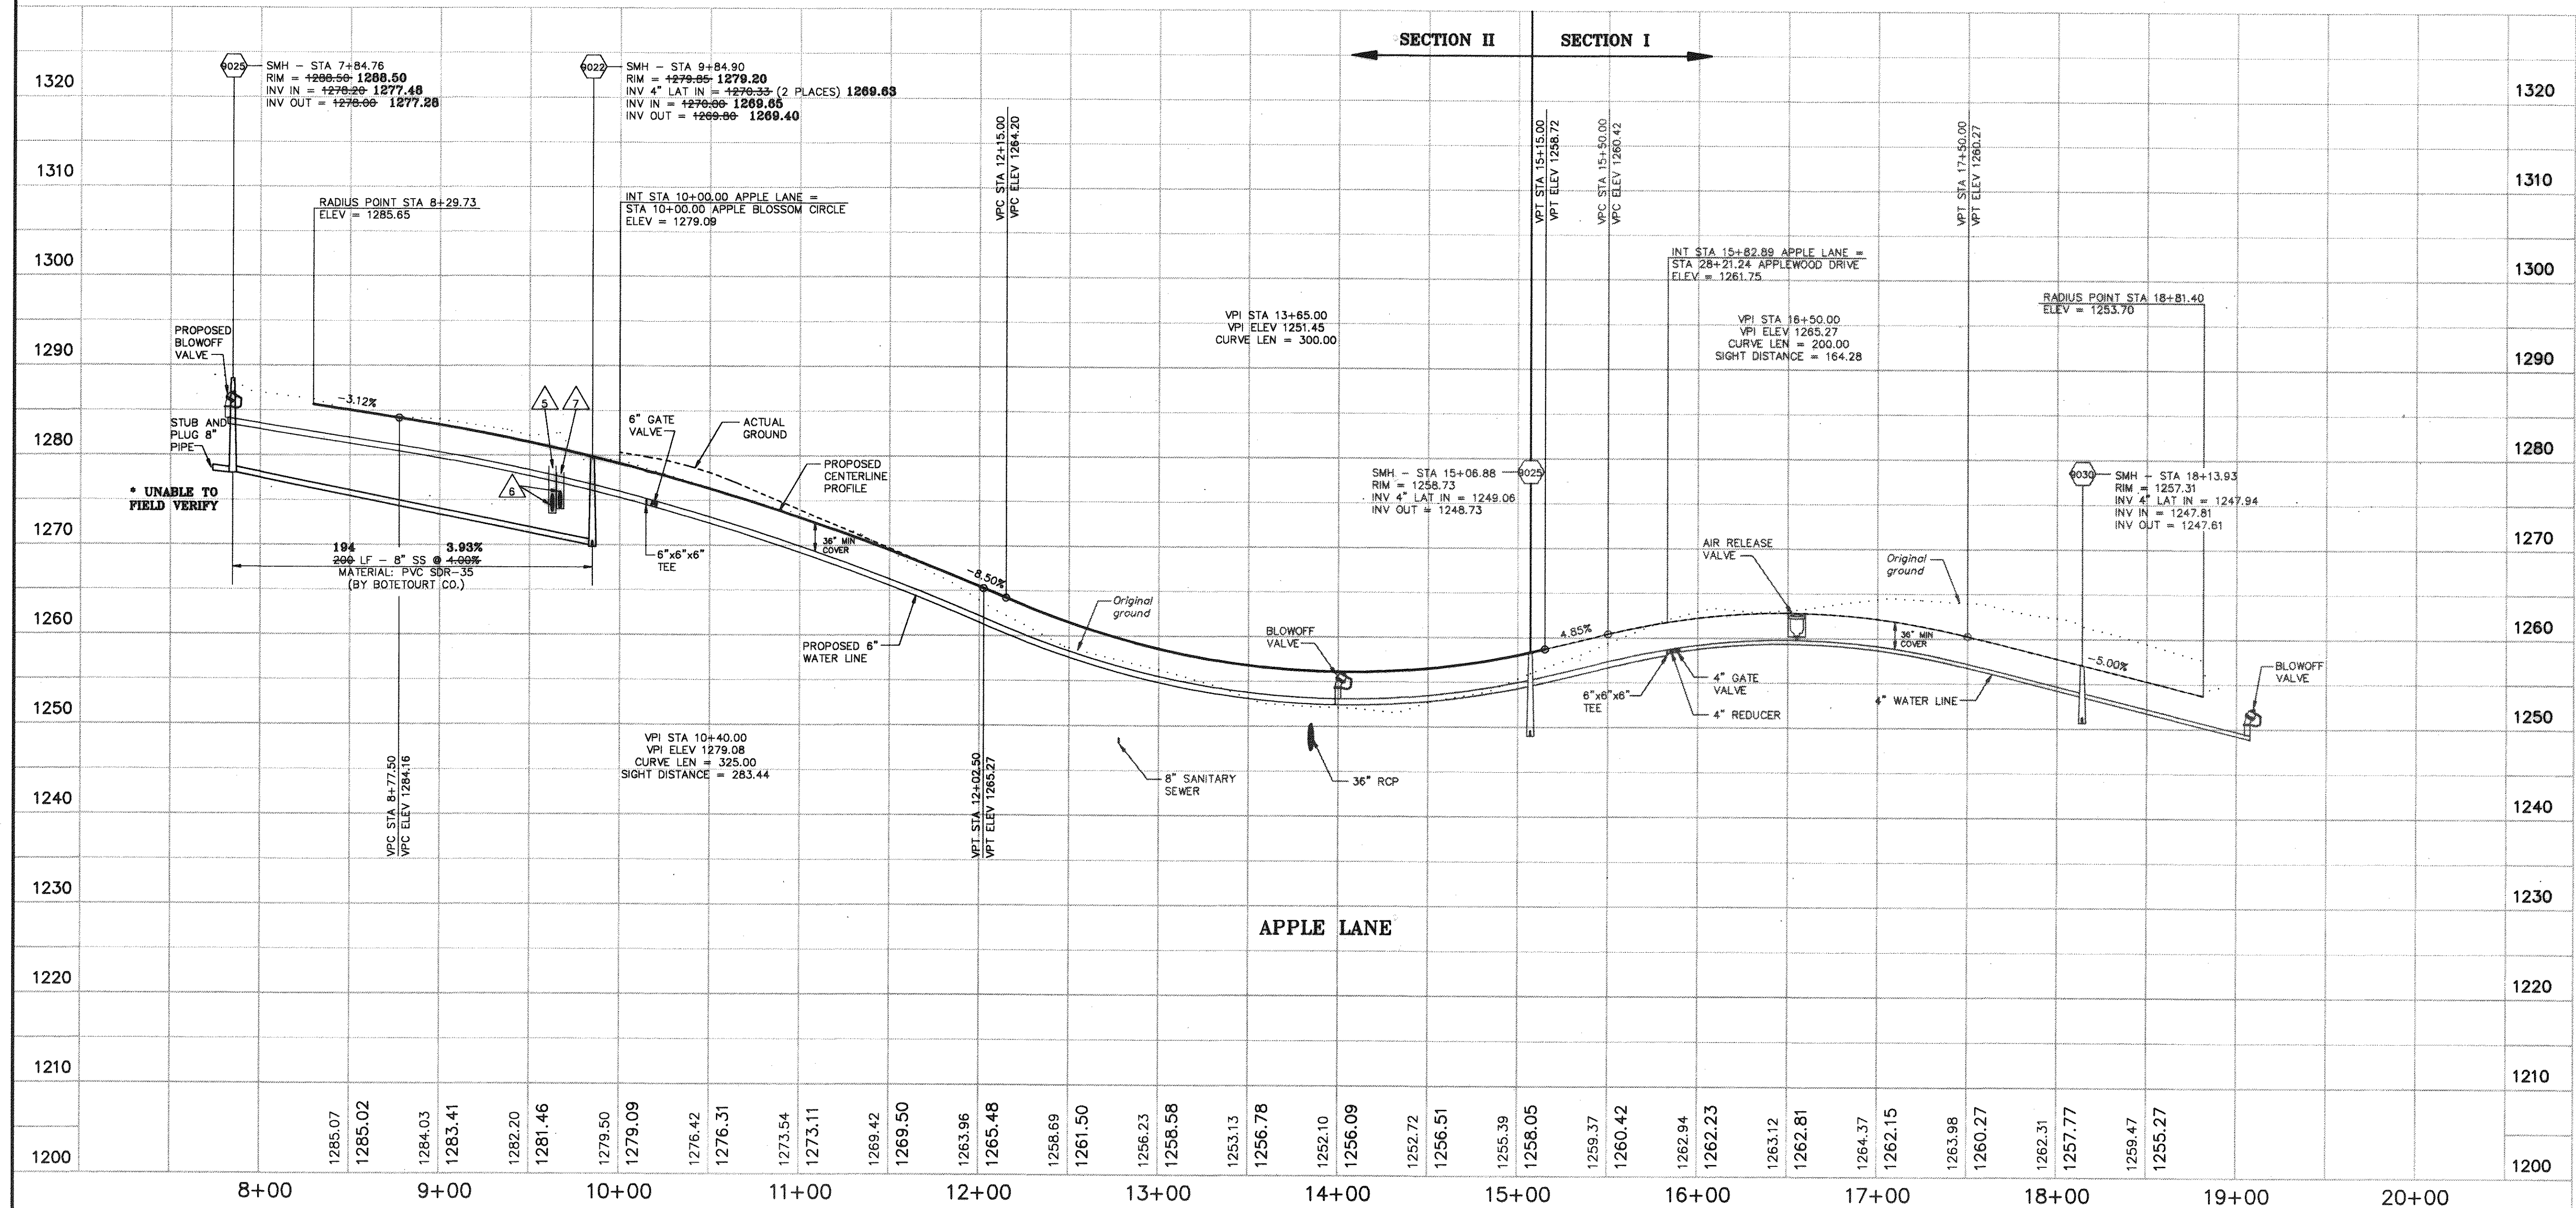 SECTION II
SECTION I
9025
SMH - STA 7+84.76
RIM = 1288.50 1288.50
INV IN = 1278.20 1277.48
INV OUT = 1278.00 1277.28
9022
SMH - STA 9+84.90
RIM = 1279.85 1279.20
INV 4" LAT IN = 1270.33 (2 PLACES) 1269.63
INV IN = 1270.00 1269.65
INV OUT = 1269.80 1269.40
VPC STA 12+15.00
VPC ELEV 1264.20
VPT STA 15+15.00
VPT ELEV 1258.72
VPC STA 15+50.00
VPC ELEV 1260.42
VPT STA 17+50.00
VPT ELEV 1260.27
RADIUS POINT STA 8+29.73
ELEV = 1285.65
INT STA 10+00.00 APPLE LANE =
STA 10+00.00 APPLE BLOSSOM CIRCLE
ELEV = 1279.09
INT STA 15+82.89 APPLE LANE =
STA 28+21.24 APPLEWOOD DRIVE
ELEV = 1261.75
RADIUS POINT STA 18+81.40
ELEV = 1253.70
VPI STA 13+65.00
VPI ELEV 1251.45
CURVE LEN = 300.00
VPI STA 16+50.00
VPI ELEV 1265.27
CURVE LEN = 200.00
SIGHT DISTANCE = 164.28
PROPOSED
BLOWOFF
VALVE
STUB AND
PLUG 8"
PIPE
* UNABLE TO
FIELD VERIFY
-3.12%
5
7
6
6" GATE
VALVE
ACTUAL
GROUND
PROPOSED
CENTERLINE
PROFILE
36" MIN
COVER
6"x6"x6"
TEE
194 3.93%
200 LF - 8" SS @ 4.00%
MATERIAL: PVC SDR-35
(BY BOTETOURT CO.)
-8.50%
Original
ground
PROPOSED 6"
WATER LINE
BLOWOFF
VALVE
SMH - STA 15+06.88
RIM = 1258.73
INV 4" LAT IN = 1249.06
INV OUT = 1248.73
9025
4.85%
AIR RELEASE
VALVE
Original
ground
36" MIN
COVER
9030
SMH - STA 18+13.93
RIM = 1257.31
INV 4" LAT IN = 1247.94
INV IN = 1247.81
INV OUT = 1247.61
-5.00%
BLOWOFF
VALVE
6"x6"x6"
TEE
4" GATE
VALVE
4" REDUCER
4" WATER LINE
VPI STA 10+40.00
VPI ELEV 1279.08
CURVE LEN = 325.00
SIGHT DISTANCE = 283.44
VPC STA 8+77.50
VPC ELEV 1284.16
VPT STA 12+02.50
VPT ELEV 1265.27
8" SANITARY
SEWER
36" RCP
APPLE LANE
1320
1310
1300
1290
1280
1270
1260
1250
1240
1230
1220
1210
1200
1320
1310
1300
1290
1280
1270
1260
1250
1240
1230
1220
1210
1200
1285.07
1285.02
1284.03
1283.41
1282.20
1281.46
1279.50
1279.09
1276.42
1276.31
1273.54
1273.11
1269.42
1269.50
1263.96
1265.48
1258.69
1261.50
1256.23
1258.58
1253.13
1256.78
1252.10
1256.09
1252.72
1256.51
1255.39
1258.05
1259.37
1260.42
1262.94
1262.23
1263.12
1262.81
1264.37
1262.15
1263.98
1260.27
1262.31
1257.77
1259.47
1255.27
8+00
9+00
10+00
11+00
12+00
13+00
14+00
15+00
16+00
17+00
18+00
19+00
20+00